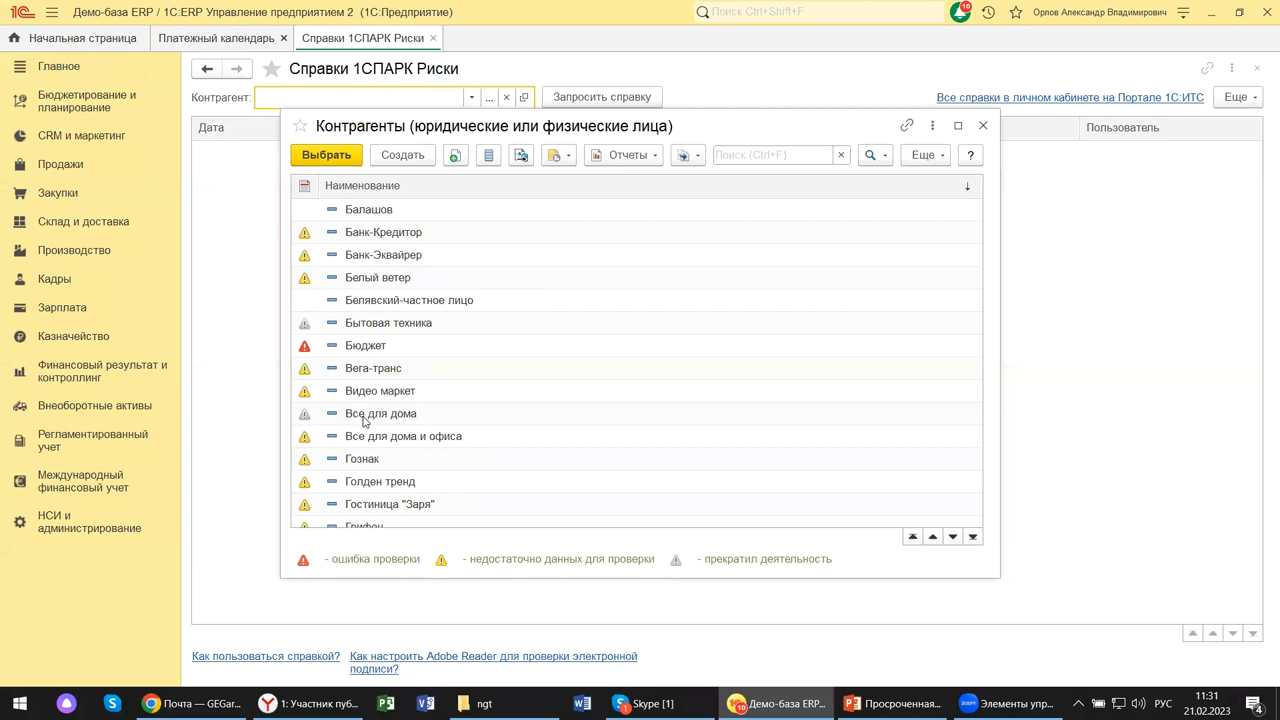 Демо-база ERP / 1С:ERP Управление предприятием 2 (1С:Предприятие)
Поиск Ctrl+Shift+F
10
Орлов Александр Владимирович
Начальная страница
Платежный календарь ×
Справки 1СПАРК Риски ×
Главное
Бюджетирование и
планирование
CRM и маркетинг
Продажи
Закупки
Склад и доставка
Производство
Кадры
Зарплата
Казначейство
Финансовый результат и
контроллинг
Внеоборотные активы
Регламентированный
учет
Международный
финансовый учет
НСИ и
администрирование
Справки 1СПАРК Риски
Контрагент:
...
Запросить справку
Все справки в личном кабинете на Портале 1С:ИТС
Еще
Дата
Пользователь
Контрагенты (юридические или физические лица)
Выбрать
Создать
Отчеты
Поиск (Ctrl+F)
Еще
?
Наименование
Балашов
Банк-Кредитор
Банк-Эквайрер
Белый ветер
Белявский-частное лицо
Бытовая техника
Бюджет
Вега-транс
Видео маркет
Все для дома
Все для дома и офиса
Гознак
Голден тренд
Гостиница "Заря"
Грифон
- ошибка проверки
- недостаточно данных для проверки
- прекратил деятельность
Как пользоваться справкой?
Как настроить Adobe Reader для проверки электронной
подписи?
Почта — GEGar...
1: Участник пуб...
ngt
Skype [1]
Демо-база ERP...
Просроченная...
Элементы упр...
РУС
11:31
21.02.2023
4